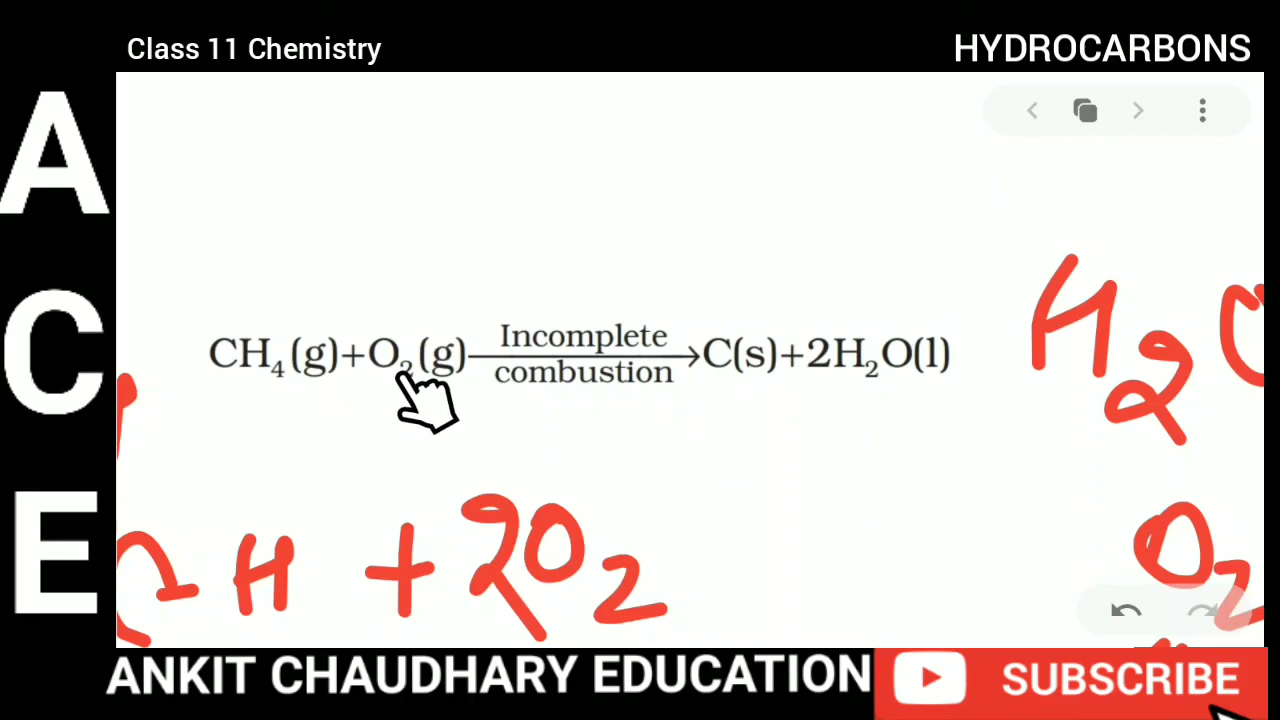 Class 11 Chemistry
HYDROCARBONS
A
C
E
CH₄(g)+O₂(g) Incomplete combustion → C(s)+2H₂O(l)
H₂O
H + 2O₂
O₂
ANKIT CHAUDHARY EDUCATION
SUBSCRIBE